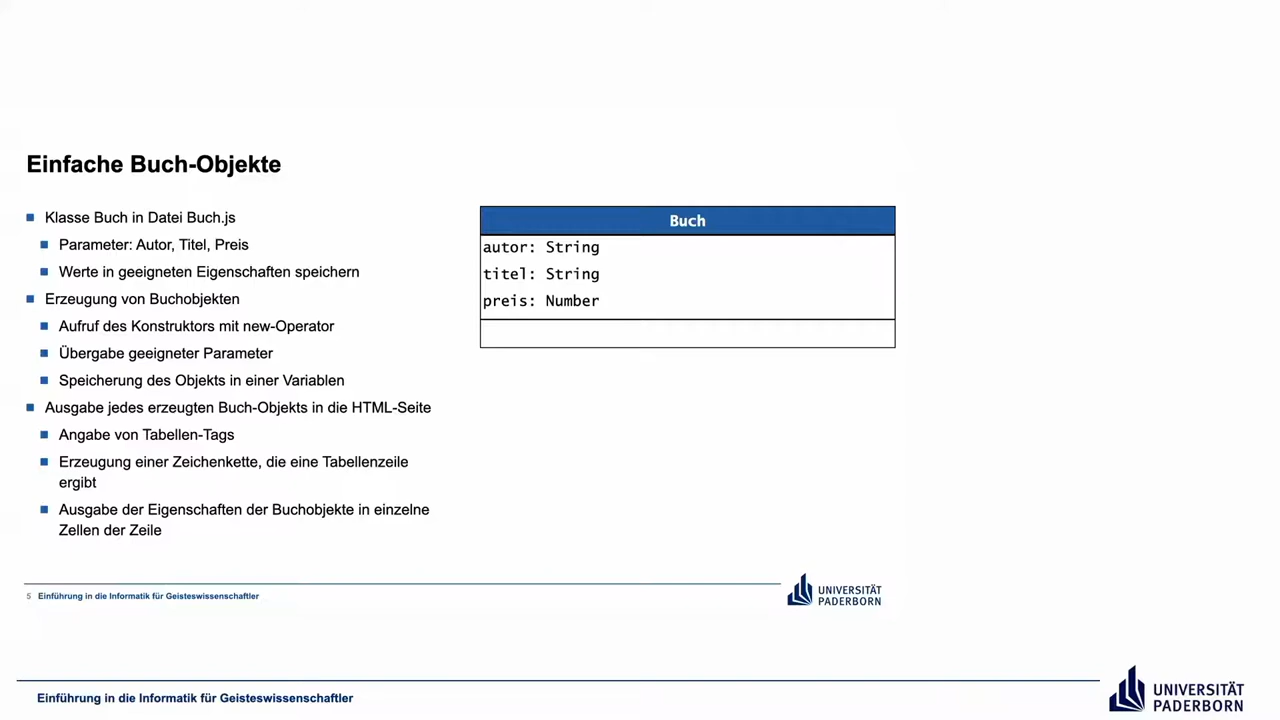 Einfache Buch-Objekte
Klasse Buch in Datei Buch.js
Parameter: Autor, Titel, Preis
Werte in geeigneten Eigenschaften speichern
Erzeugung von Buchobjekten
Aufruf des Konstruktors mit new-Operator
Übergabe geeigneter Parameter
Speicherung des Objekts in einer Variablen
Ausgabe jedes erzeugten Buch-Objekts in die HTML-Seite
Angabe von Tabellen-Tags
Erzeugung einer Zeichenkette, die eine Tabellenzeile
ergibt
Ausgabe der Eigenschaften der Buchobjekte in einzelne
Zellen der Zeile
Buch
autor: String
titel: String
preis: Number
5 Einführung in die Informatik für Geisteswissenschaftler
UNIVERSITÄT
PADERBORN
Einführung in die Informatik für Geisteswissenschaftler
UNIVERSITÄT
PADERBORN